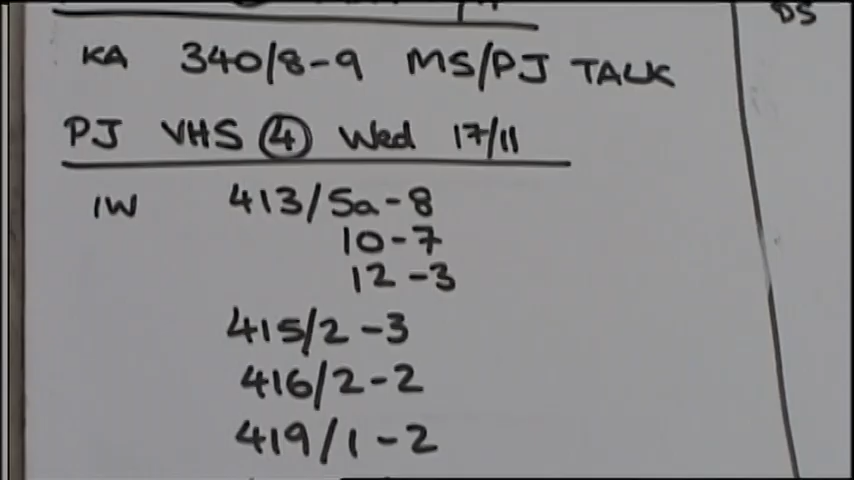 KA 340/8-9 MS/PJ TALK
PJ VHS 4 Wed 17/11
IW 413/5a-8
10-7
12-3
415/2-3
416/2-2
419/1-2
DS